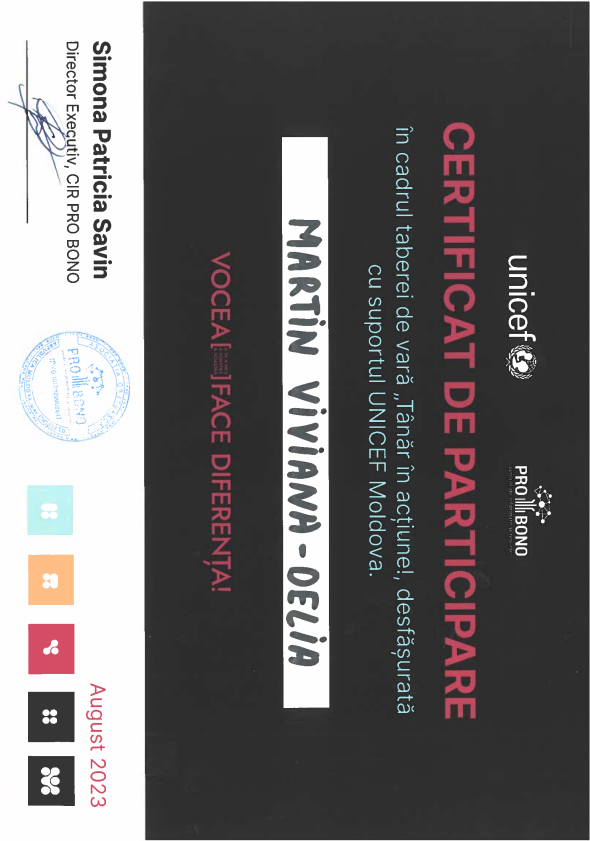 unicef
PRO BONO
CERTIFICAT DE PARTICIPARE
în cadrul taberei de vară „Tânăr în acțiune!, desfășurată
cu suportul UNICEF Moldova.
MARTIN VIVIANA-DELIA
VOCEA[ ]FACE DIFERENȚA!
Simona Patricia Savin
Director Executiv, CIR PRO BONO
PRO BONO
August 2023